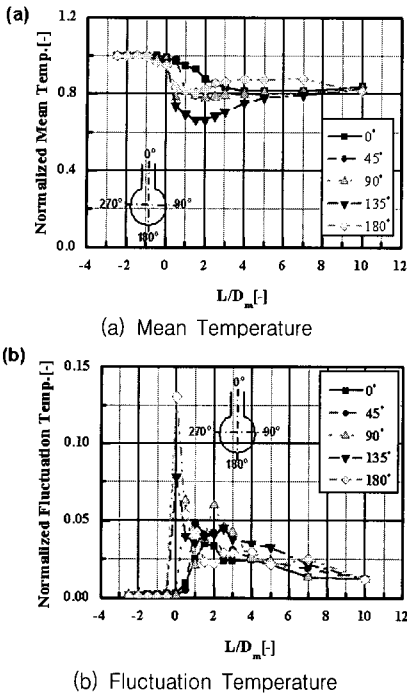 (a)
Normalized Mean Temp.[-]
1.2
0.8
0.4
0.0
0°
270°
90°
180°
0°
45°
90°
135°
180°
-4 -2 0 2 4 6 8 10 12
L/Dm[-]
(a) Mean Temperature
(b)
Normalized Fluctuation Temp.[-]
0.15
0.10
0.05
0.00
0°
270°
90°
180°
0°
45°
90°
135°
180°
-4 -2 0 2 4 6 8 10 12
L/Dm[-]
(b) Fluctuation Temperature